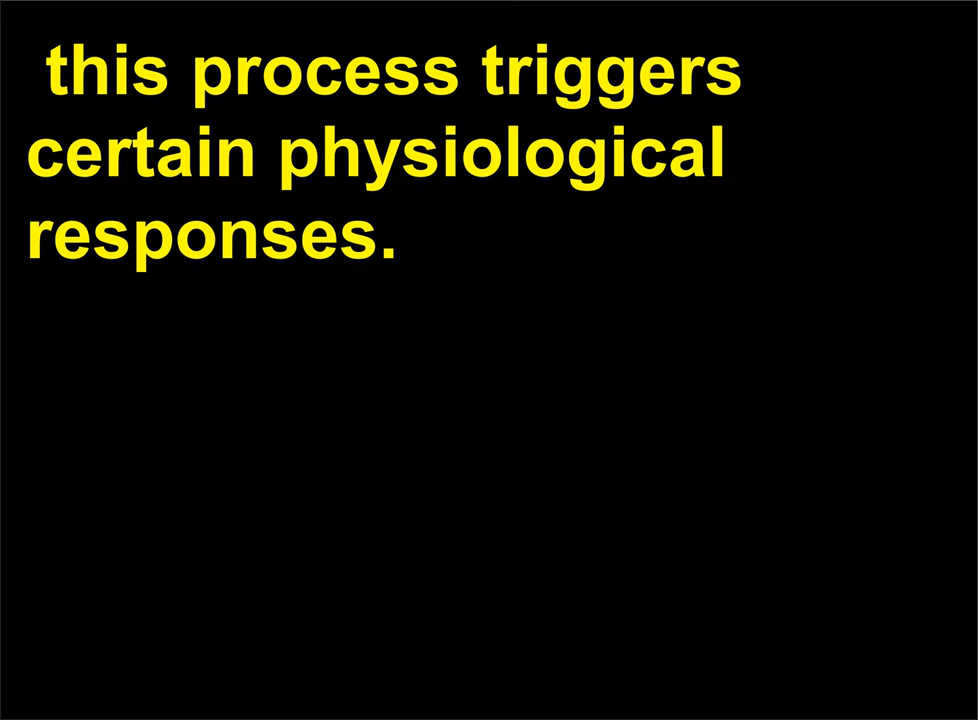 this process triggers
certain physiological
responses.